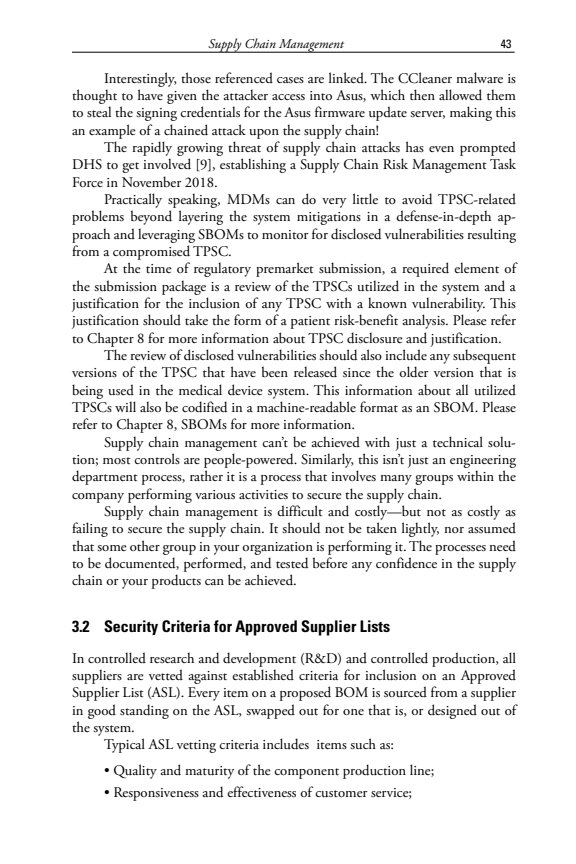 Supply Chain Management 43
Interestingly, those referenced cases are linked. The CCleaner malware is
thought to have given the attacker access into Asus, which then allowed them
to steal the signing credentials for the Asus firmware update server, making this
an example of a chained attack upon the supply chain!
The rapidly growing threat of supply chain attacks has even prompted
DHS to get involved [9], establishing a Supply Chain Risk Management Task
Force in November 2018.
Practically speaking, MDMs can do very little to avoid TPSC-related
problems beyond layering the system mitigations in a defense-in-depth ap-
proach and leveraging SBOMs to monitor for disclosed vulnerabilities resulting
from a compromised TPSC.
At the time of regulatory premarket submission, a required element of
the submission package is a review of the TPSCs utilized in the system and a
justification for the inclusion of any TPSC with a known vulnerability. This
justification should take the form of a patient risk-benefit analysis. Please refer
to Chapter 8 for more information about TPSC disclosure and justification.
The review of disclosed vulnerabilities should also include any subsequent
versions of the TPSC that have been released since the older version that is
being used in the medical device system. This information about all utilized
TPSCs will also be codified in a machine-readable format as an SBOM. Please
refer to Chapter 8, SBOMs for more information.
Supply chain management can't be achieved with just a technical solu-
tion; most controls are people-powered. Similarly, this isn't just an engineering
department process, rather it is a process that involves many groups within the
company performing various activities to secure the supply chain.
Supply chain management is difficult and costly—but not as costly as
failing to secure the supply chain. It should not be taken lightly, nor assumed
that some other group in your organization is performing it. The processes need
to be documented, performed, and tested before any confidence in the supply
chain or your products can be achieved.
3.2 Security Criteria for Approved Supplier Lists
In controlled research and development (R&D) and controlled production, all
suppliers are vetted against established criteria for inclusion on an Approved
Supplier List (ASL). Every item on a proposed BOM is sourced from a supplier
in good standing on the ASL, swapped out for one that is, or designed out of
the system.
Typical ASL vetting criteria includes items such as:
• Quality and maturity of the component production line;
• Responsiveness and effectiveness of customer service;